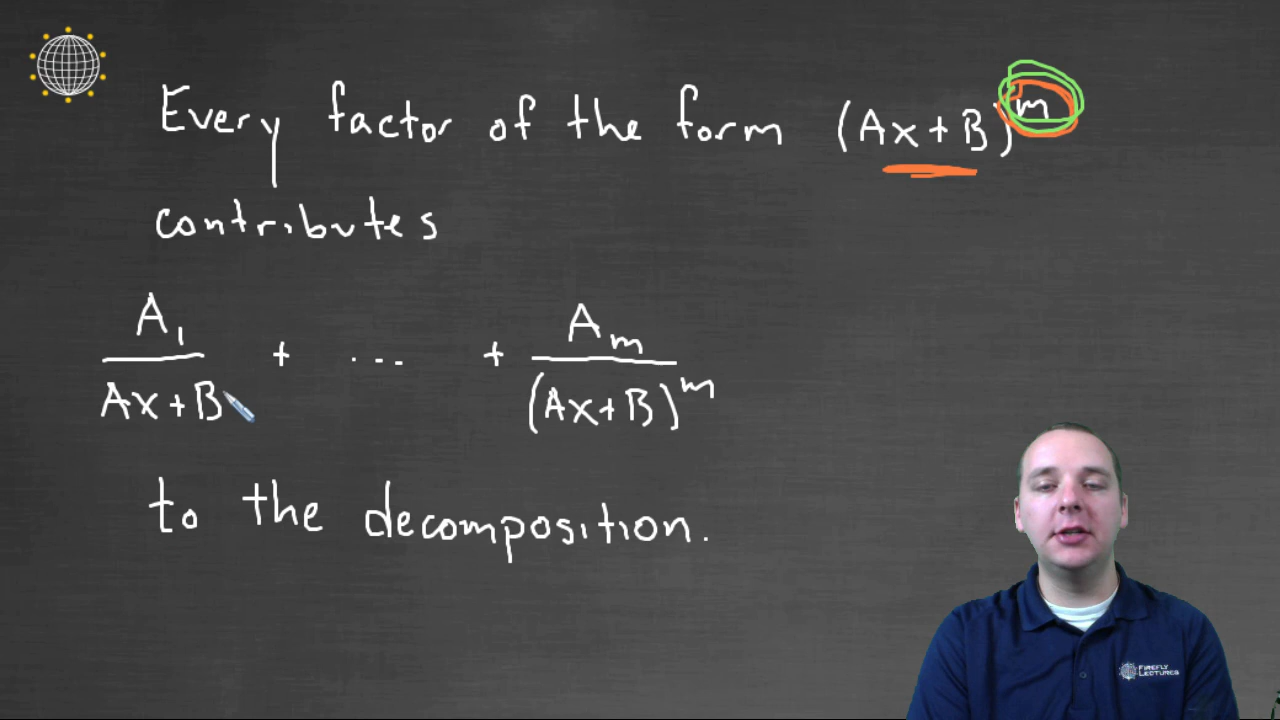 Every factor of the form (Ax+B)^m
contributes
A₁/(Ax+B) + ... + Aₘ/(Ax+B)^m
to the decomposition.
FIREFLY
LECTURES